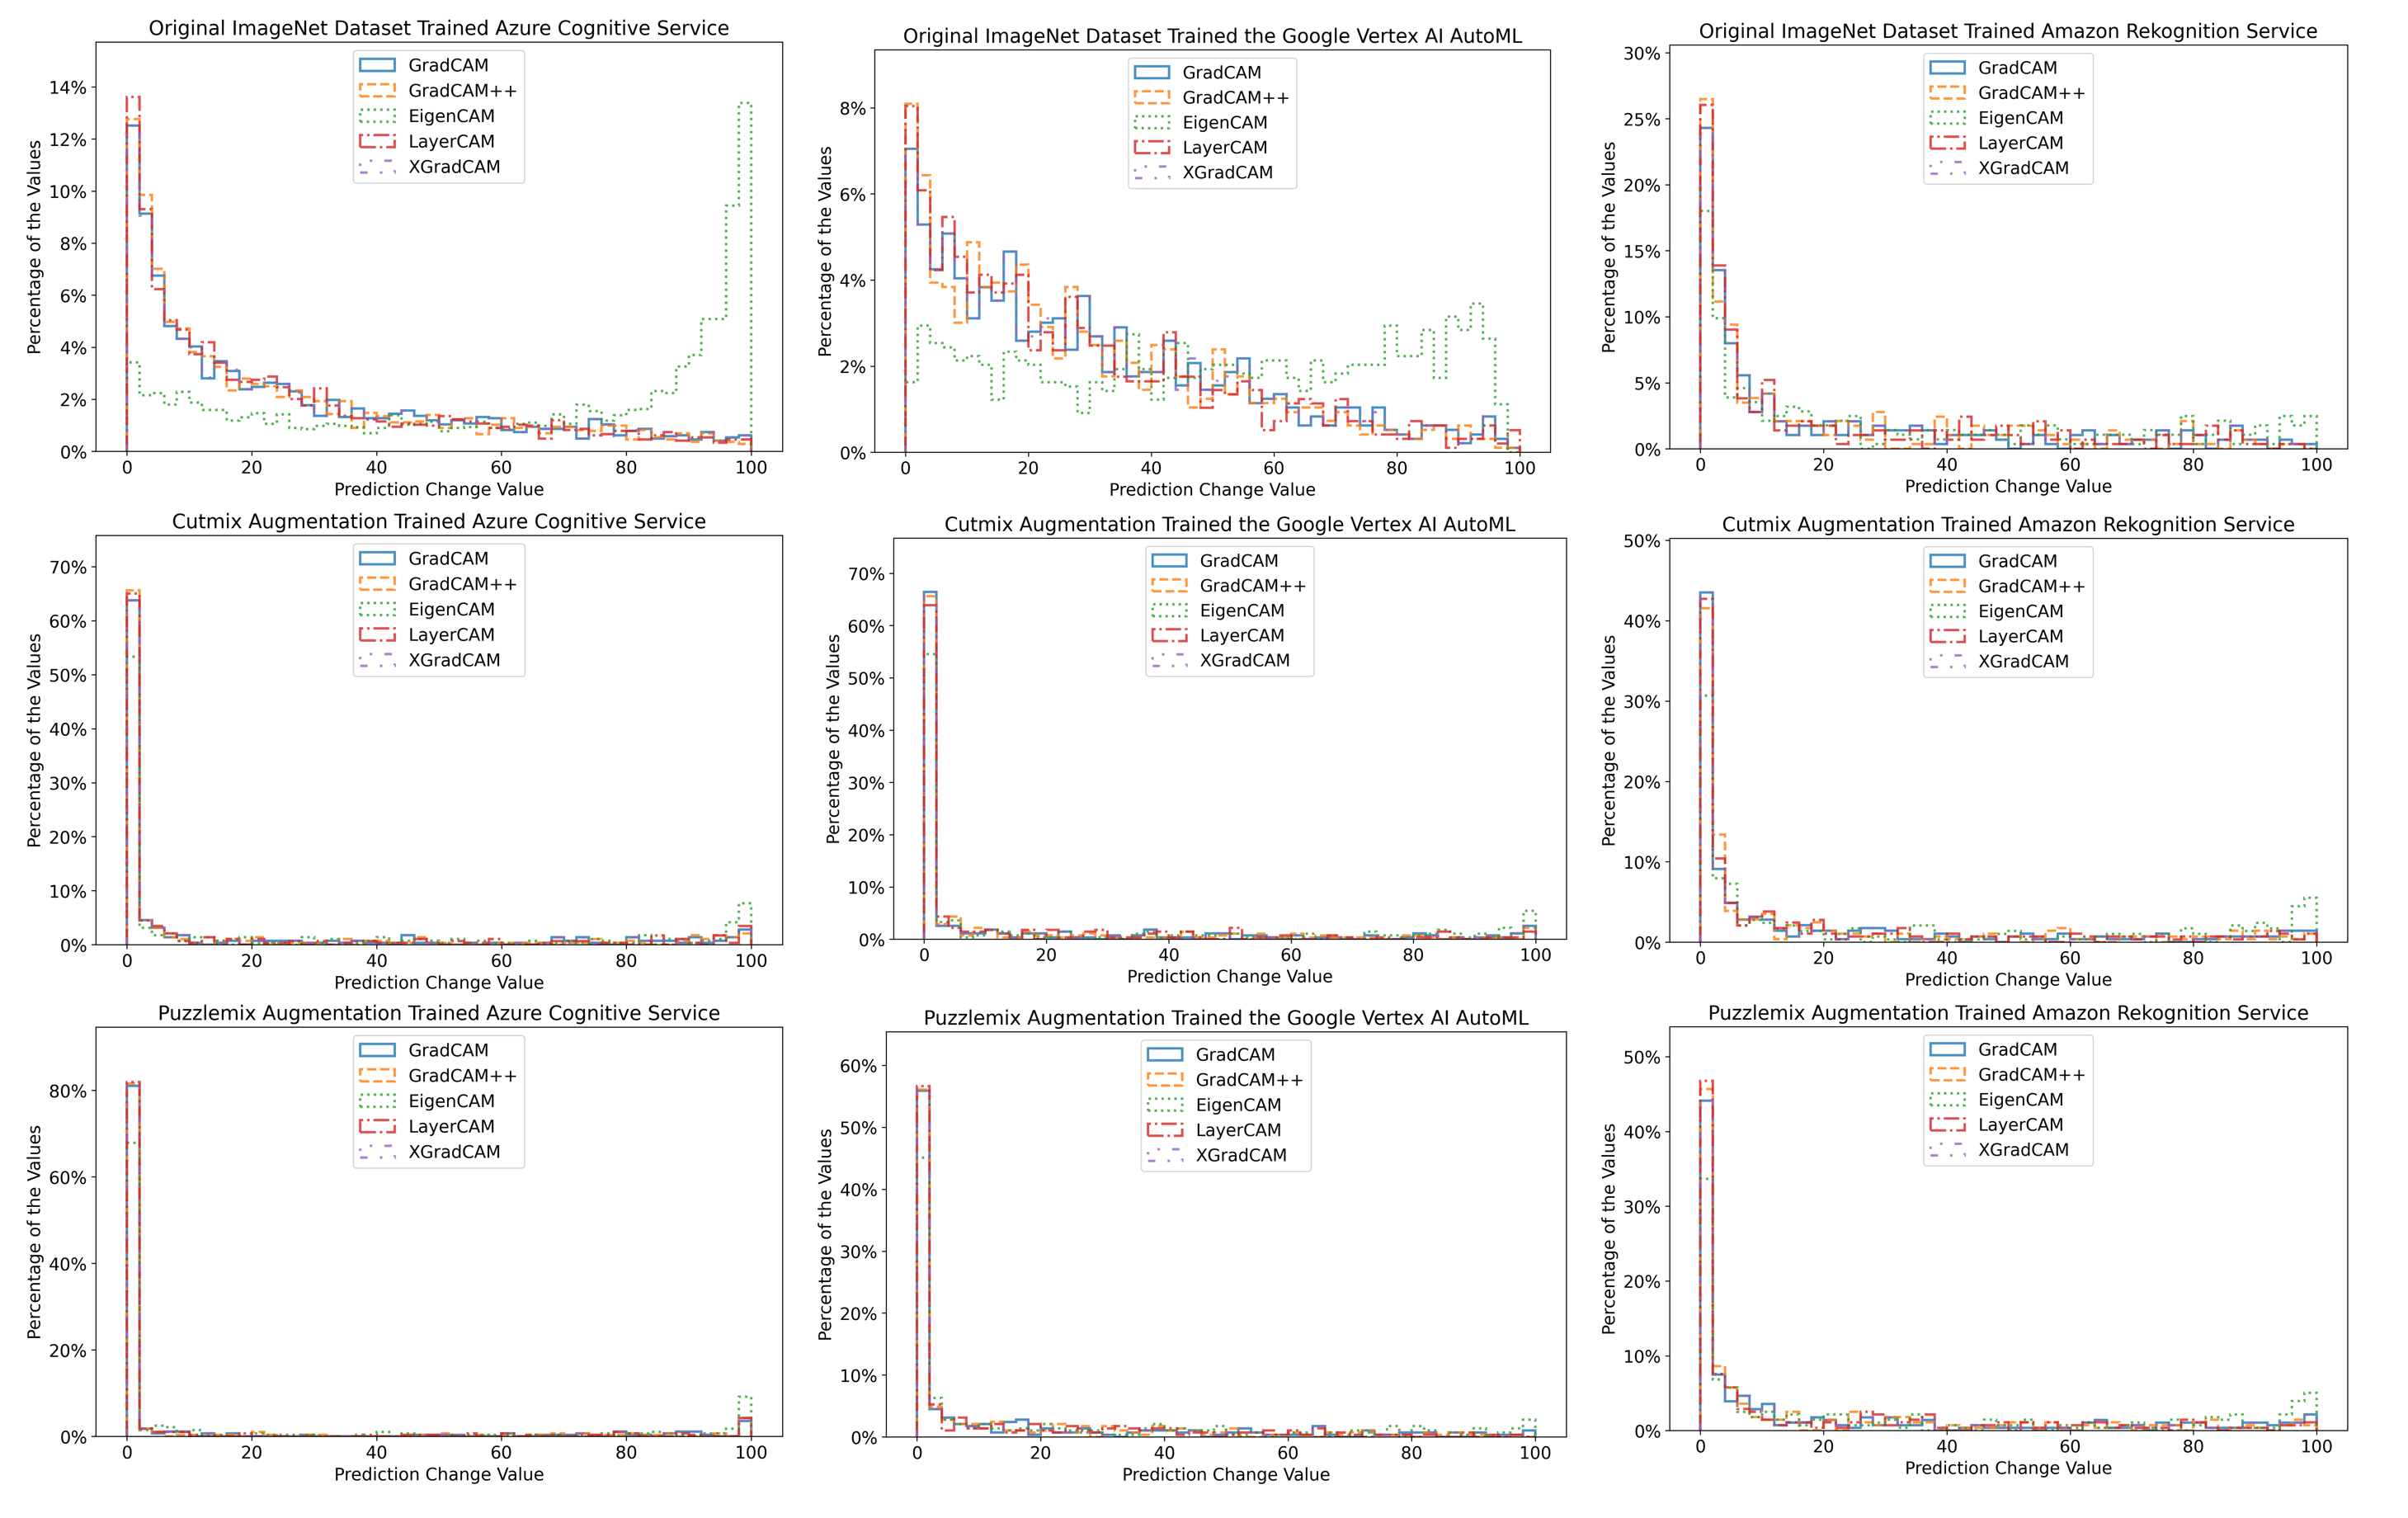 Original ImageNet Dataset Trained Azure Cognitive Service
GradCAM
GradCAM++
EigenCAM
LayerCAM
XGradCAM
14%
12%
10%
8%
6%
4%
2%
0%
Percentage of the Values
0 20 40 60 80 100
Prediction Change Value
Original ImageNet Dataset Trained the Google Vertex AI AutoML
GradCAM
GradCAM++
EigenCAM
LayerCAM
XGradCAM
8%
6%
4%
2%
0%
Percentage of the Values
0 20 40 60 80 100
Prediction Change Value
Original ImageNet Dataset Trained Amazon Rekognition Service
GradCAM
GradCAM++
EigenCAM
LayerCAM
XGradCAM
30%
25%
20%
15%
10%
5%
0%
Percentage of the Values
0 20 40 60 80 100
Prediction Change Value
Cutmix Augmentation Trained Azure Cognitive Service
GradCAM
GradCAM++
EigenCAM
LayerCAM
XGradCAM
70%
60%
50%
40%
30%
20%
10%
0%
Percentage of the Values
0 20 40 60 80 100
Prediction Change Value
Cutmix Augmentation Trained the Google Vertex AI AutoML
GradCAM
GradCAM++
EigenCAM
LayerCAM
XGradCAM
70%
60%
50%
40%
30%
20%
10%
0%
Percentage of the Values
0 20 40 60 80 100
Prediction Change Value
Cutmix Augmentation Trained Amazon Rekognition Service
GradCAM
GradCAM++
EigenCAM
LayerCAM
XGradCAM
50%
40%
30%
20%
10%
0%
Percentage of the Values
0 20 40 60 80 100
Prediction Change Value
Puzzlemix Augmentation Trained Azure Cognitive Service
GradCAM
GradCAM++
EigenCAM
LayerCAM
XGradCAM
80%
60%
40%
20%
0%
Percentage of the Values
0 20 40 60 80 100
Prediction Change Value
Puzzlemix Augmentation Trained the Google Vertex AI AutoML
GradCAM
GradCAM++
EigenCAM
LayerCAM
XGradCAM
60%
50%
40%
30%
20%
10%
0%
Percentage of the Values
0 20 40 60 80 100
Prediction Change Value
Puzzlemix Augmentation Trained Amazon Rekognition Service
GradCAM
GradCAM++
EigenCAM
LayerCAM
XGradCAM
50%
40%
30%
20%
10%
0%
Percentage of the Values
0 20 40 60 80 100
Prediction Change Value